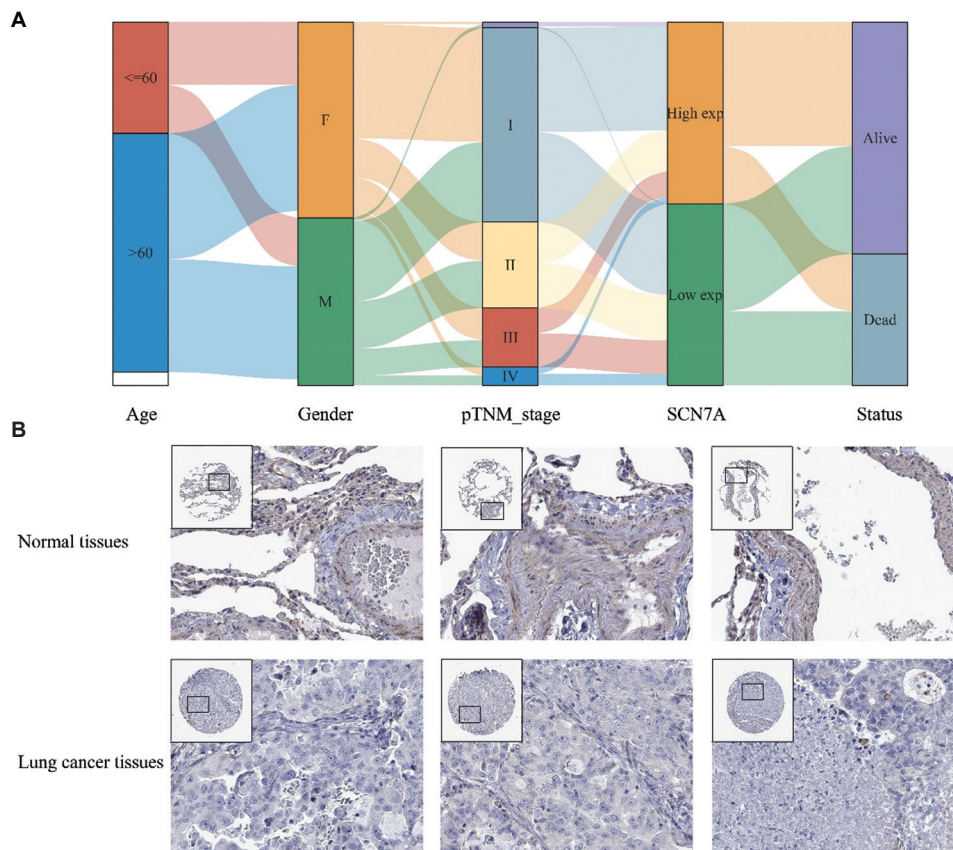 A
<=60
>60
F
M
I
II
III
IV
High exp
Low exp
Alive
Dead
Age
Gender
pTNM_stage
SCN7A
Status
B
Normal tissues
Lung cancer tissues